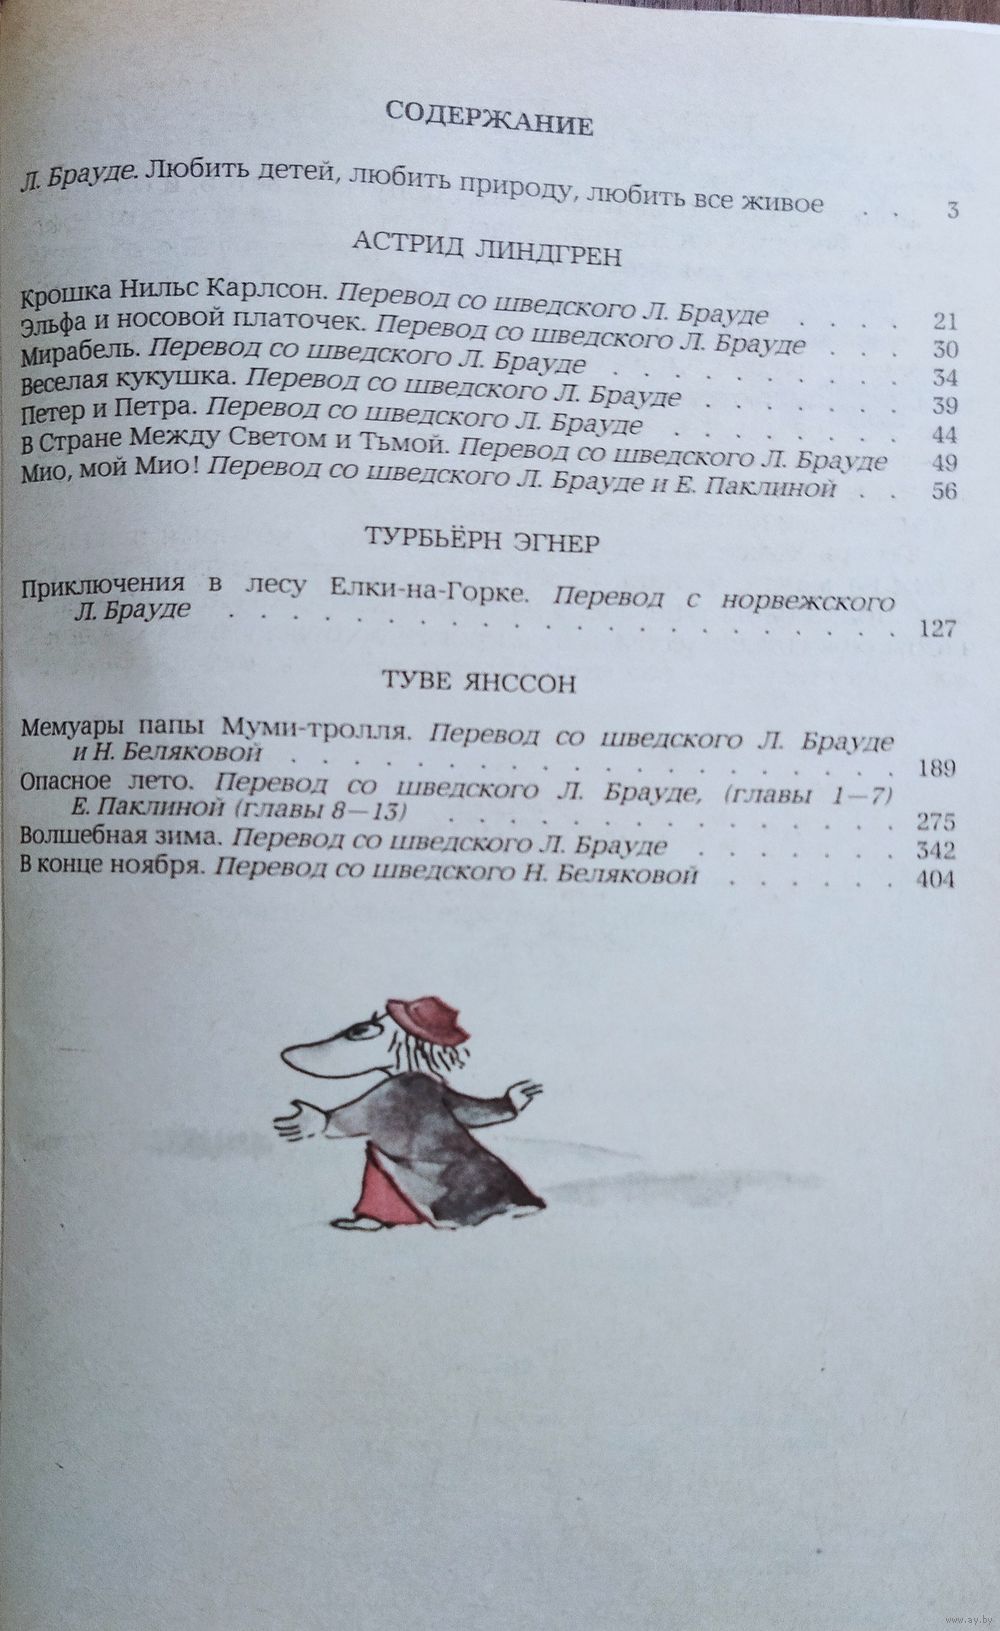 СОДЕРЖАНИЕ
Л. Брауде. Любить детей, любить природу, любить все живое . . 3
АСТРИД ЛИНДГРЕН
Крошка Нильс Карлсон. Перевод со шведского Л. Брауде . . . . 21
Эльфа и носовой платочек. Перевод со шведского Л. Брауде . . . 30
Мирабель. Перевод со шведского Л. Брауде . . . . . . . . . . 34
Веселая кукушка. Перевод со шведского Л. Брауде . . . . . . . 39
Петер и Петра. Перевод со шведского Л. Брауде . . . . . . . . 44
В Стране Между Светом и Тьмой. Перевод со шведского Л. Брауде 49
Мио, мой Мио! Перевод со шведского Л. Брауде и Е. Паклиной . . 56
ТУРБЬЁРН ЭГНЕР
Приключения в лесу Елки-на-Горке. Перевод с норвежского
Л. Брауде . . . . . . . . . . . . . . . . . . . . . . 127
ТУВЕ ЯНССОН
Мемуары папы Муми-тролля. Перевод со шведского Л. Брауде
и Н. Беляковой . . . . . . . . . . . . . . . . . . . . 189
Опасное лето. Перевод со шведского Л. Брауде, (главы 1—7)
Е. Паклиной (главы 8—13) . . . . . . . . . . . . . . . 275
Волшебная зима. Перевод со шведского Л. Брауде . . . . . . . 342
В конце ноября. Перевод со шведского Н. Беляковой . . . . . . 404
www.ay.by